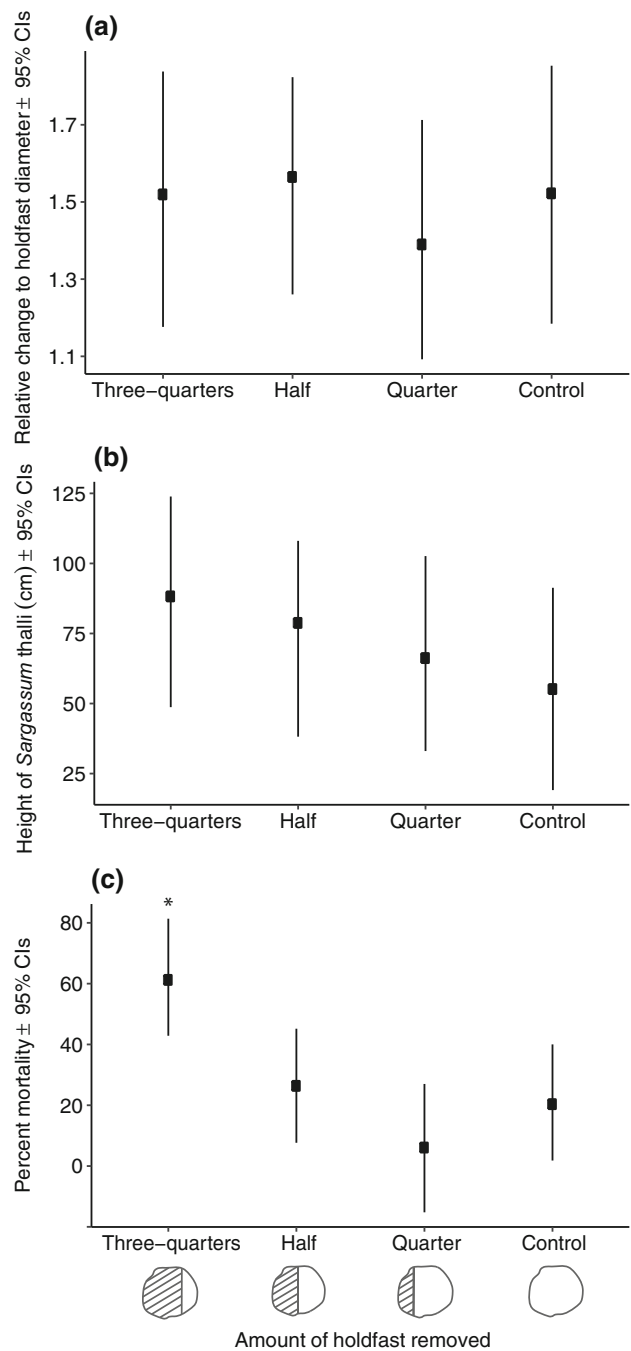 (a)
Relative change to holdfast diameter ± 95% CIs
1.7
1.5
1.3
1.1
Three−quarters Half Quarter Control
(b)
Height of Sargassum thalli (cm) ± 95% CIs
125
100
75
50
25
Three−quarters Half Quarter Control
(c)
Percent mortality ± 95% CIs
*
80
60
40
20
0
Three−quarters Half Quarter Control
Amount of holdfast removed